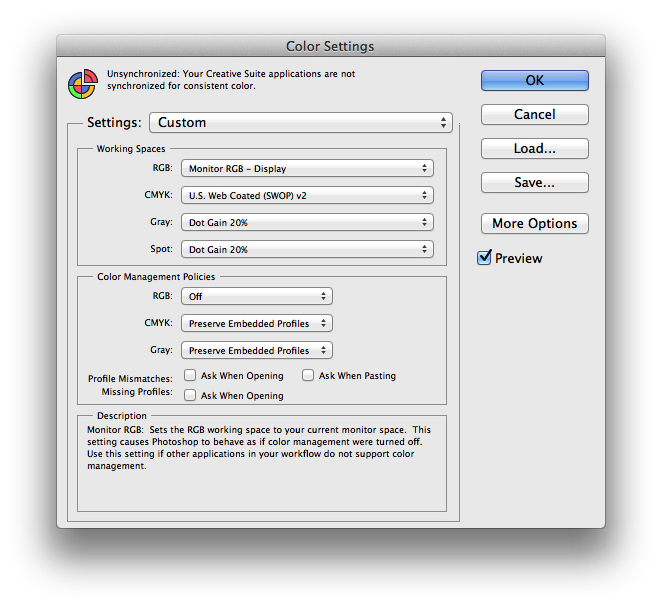 Color Settings
Unsynchronized: Your Creative Suite applications are not
synchronized for consistent color.
OK
Cancel
Load...
Save...
More Options
Preview
Settings: Custom
Working Spaces
RGB: Monitor RGB - Display
CMYK: U.S. Web Coated (SWOP) v2
Gray: Dot Gain 20%
Spot: Dot Gain 20%
Color Management Policies
RGB: Off
CMYK: Preserve Embedded Profiles
Gray: Preserve Embedded Profiles
Profile Mismatches: Ask When Opening Ask When Pasting
Missing Profiles: Ask When Opening
Description
Monitor RGB:  Sets the RGB working space to your current monitor space.  This
setting causes Photoshop to behave as if color management were turned off.
Use this setting if other applications in your workflow do not support color
management.